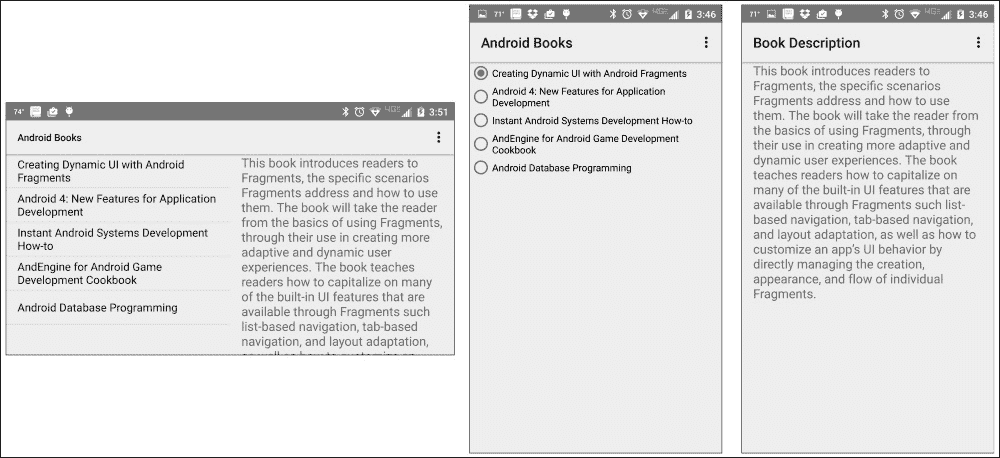 74° 4G 3:51
Android Books
Creating Dynamic UI with Android
Fragments
Android 4: New Features for Application
Development
Instant Android Systems Development
How-to
AndEngine for Android Game
Development Cookbook
Android Database Programming
This book introduces readers to
Fragments, the specific scenarios
Fragments address and how to use
them. The book will take the reader
from the basics of using Fragments,
through their use in creating more
adaptive and dynamic user
experiences. The book teaches
readers how to capitalize on many
of the built-in UI features that are
available through Fragments such
list-based navigation, tab-based
navigation, and layout adaptation,
as well as how to customize an
71° 4G 3:46
Android Books
Creating Dynamic UI with Android Fragments
Android 4: New Features for Application
Development
Instant Android Systems Development How-to
AndEngine for Android Game Development
Cookbook
Android Database Programming
71° 4G 3:46
Book Description
This book introduces readers to
Fragments, the specific scenarios
Fragments address and how to use
them. The book will take the reader from
the basics of using Fragments, through
their use in creating more adaptive and
dynamic user experiences. The book
teaches readers how to capitalize on
many of the built-in UI features that are
available through Fragments such list-
based navigation, tab-based navigation,
and layout adaptation, as well as how to
customize an app's UI behavior by
directly managing the creation,
appearance, and flow of individual
Fragments.